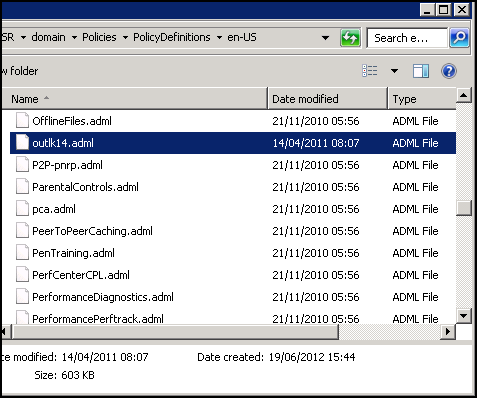 SR ▸ domain ▸ Policies ▸ PolicyDefinitions ▸ en-US Search e...
w folder
Name Date modified Type
OfflineFiles.adml 21/11/2010 05:56 ADML File
outlk14.adml 14/04/2011 08:07 ADML File
P2P-pnrp.adml 21/11/2010 05:56 ADML File
ParentalControls.adml 21/11/2010 05:56 ADML File
pca.adml 21/11/2010 05:56 ADML File
PeerToPeerCaching.adml 21/11/2010 05:56 ADML File
PenTraining.adml 21/11/2010 05:56 ADML File
PerfCenterCPL.adml 21/11/2010 05:56 ADML File
PerformanceDiagnostics.adml 21/11/2010 05:56 ADML File
PerformancePerftrack.adml 21/11/2010 05:56 ADML File
te modified: 14/04/2011 08:07 Date created: 19/06/2012 15:44
Size: 603 KB